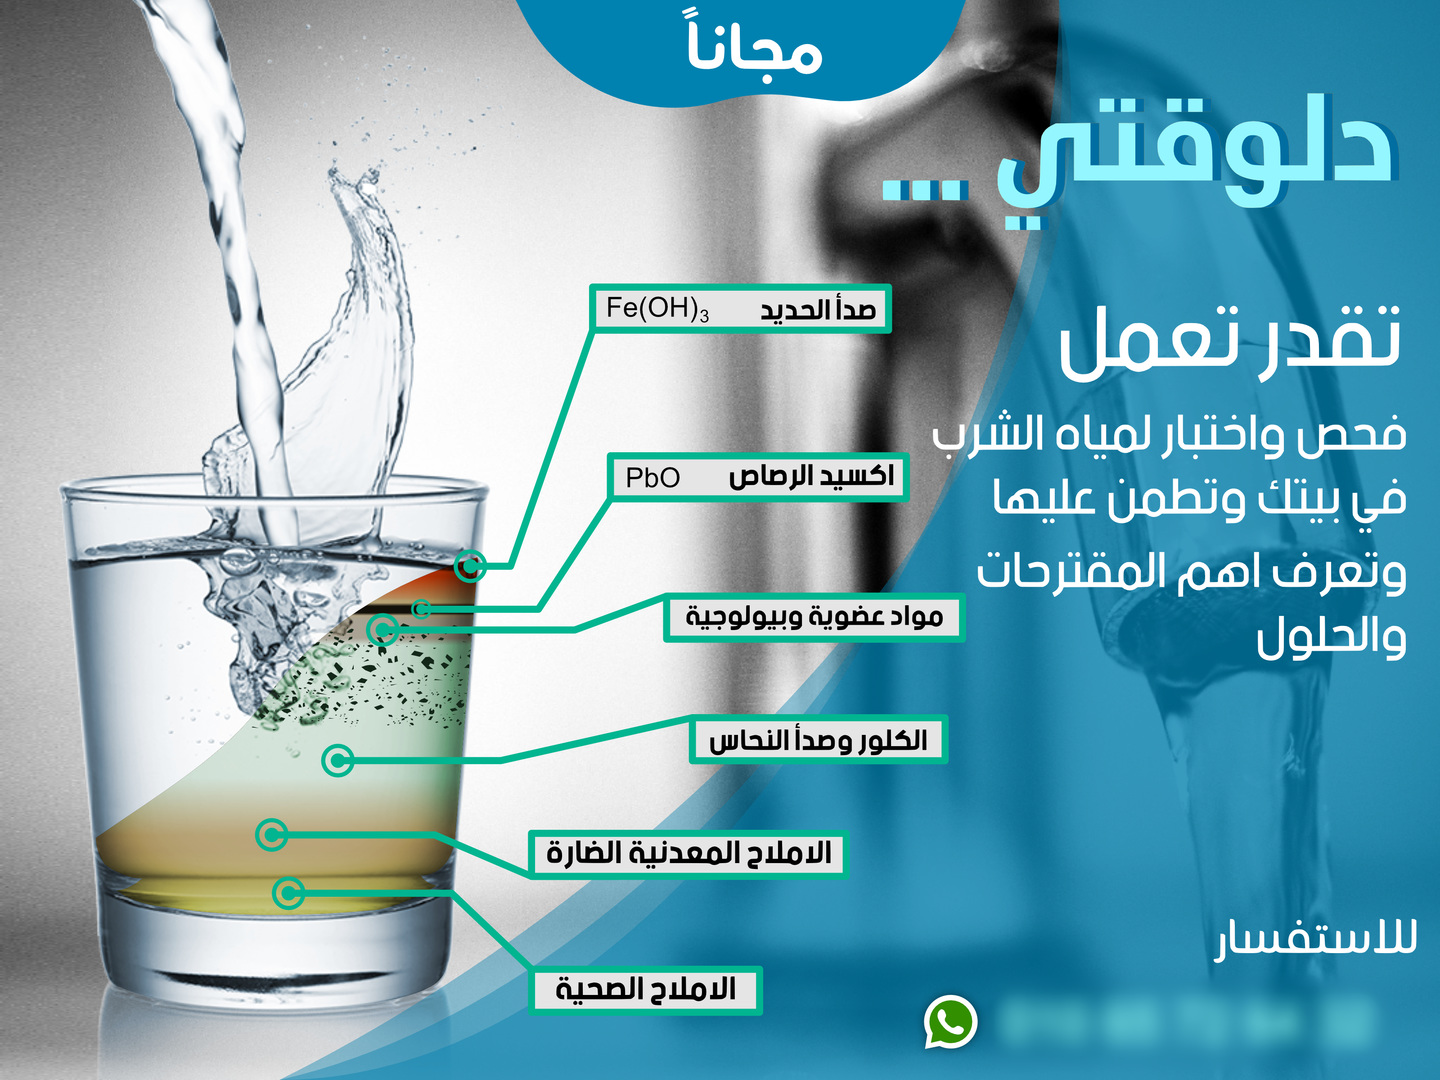 مجاناً
دلوقتي ...
تقدر تعمل
فحص واختبار لمياه الشرب
في بيتك وتطمن عليها
وتعرف اهم المقترحات
والحلول
صدأ الحديد Fe(OH)₃
اكسيد الرصاص PbO
مواد عضوية وبيولوجية
الكلور وصدأ النحاس
الاملاح المعدنية الضارة
الاملاح الصحية
للاستفسار